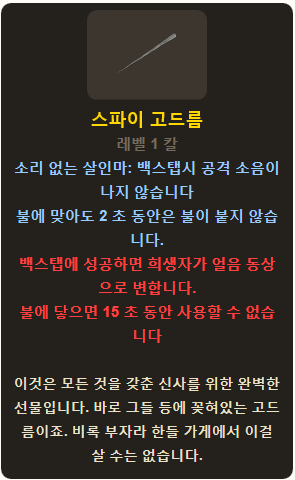 스파이 고드름
레벨 1 칼
소리 없는 살인마: 백스탭시 공격 소음이
나지 않습니다
불에 맞아도 2 초 동안은 불이 붙지 않습
니다.
백스탭에 성공하면 희생자가 얼음 동상
으로 변합니다.
불에 닿으면 15 초 동안 사용할 수 없습
니다
이것은 모든 것을 갖춘 신사를 위한 완벽한
선물입니다. 바로 그들 등에 꽂혀있는 고드
름이죠. 비록 부자라 한들 가게에서 이걸
살 수는 없습니다.